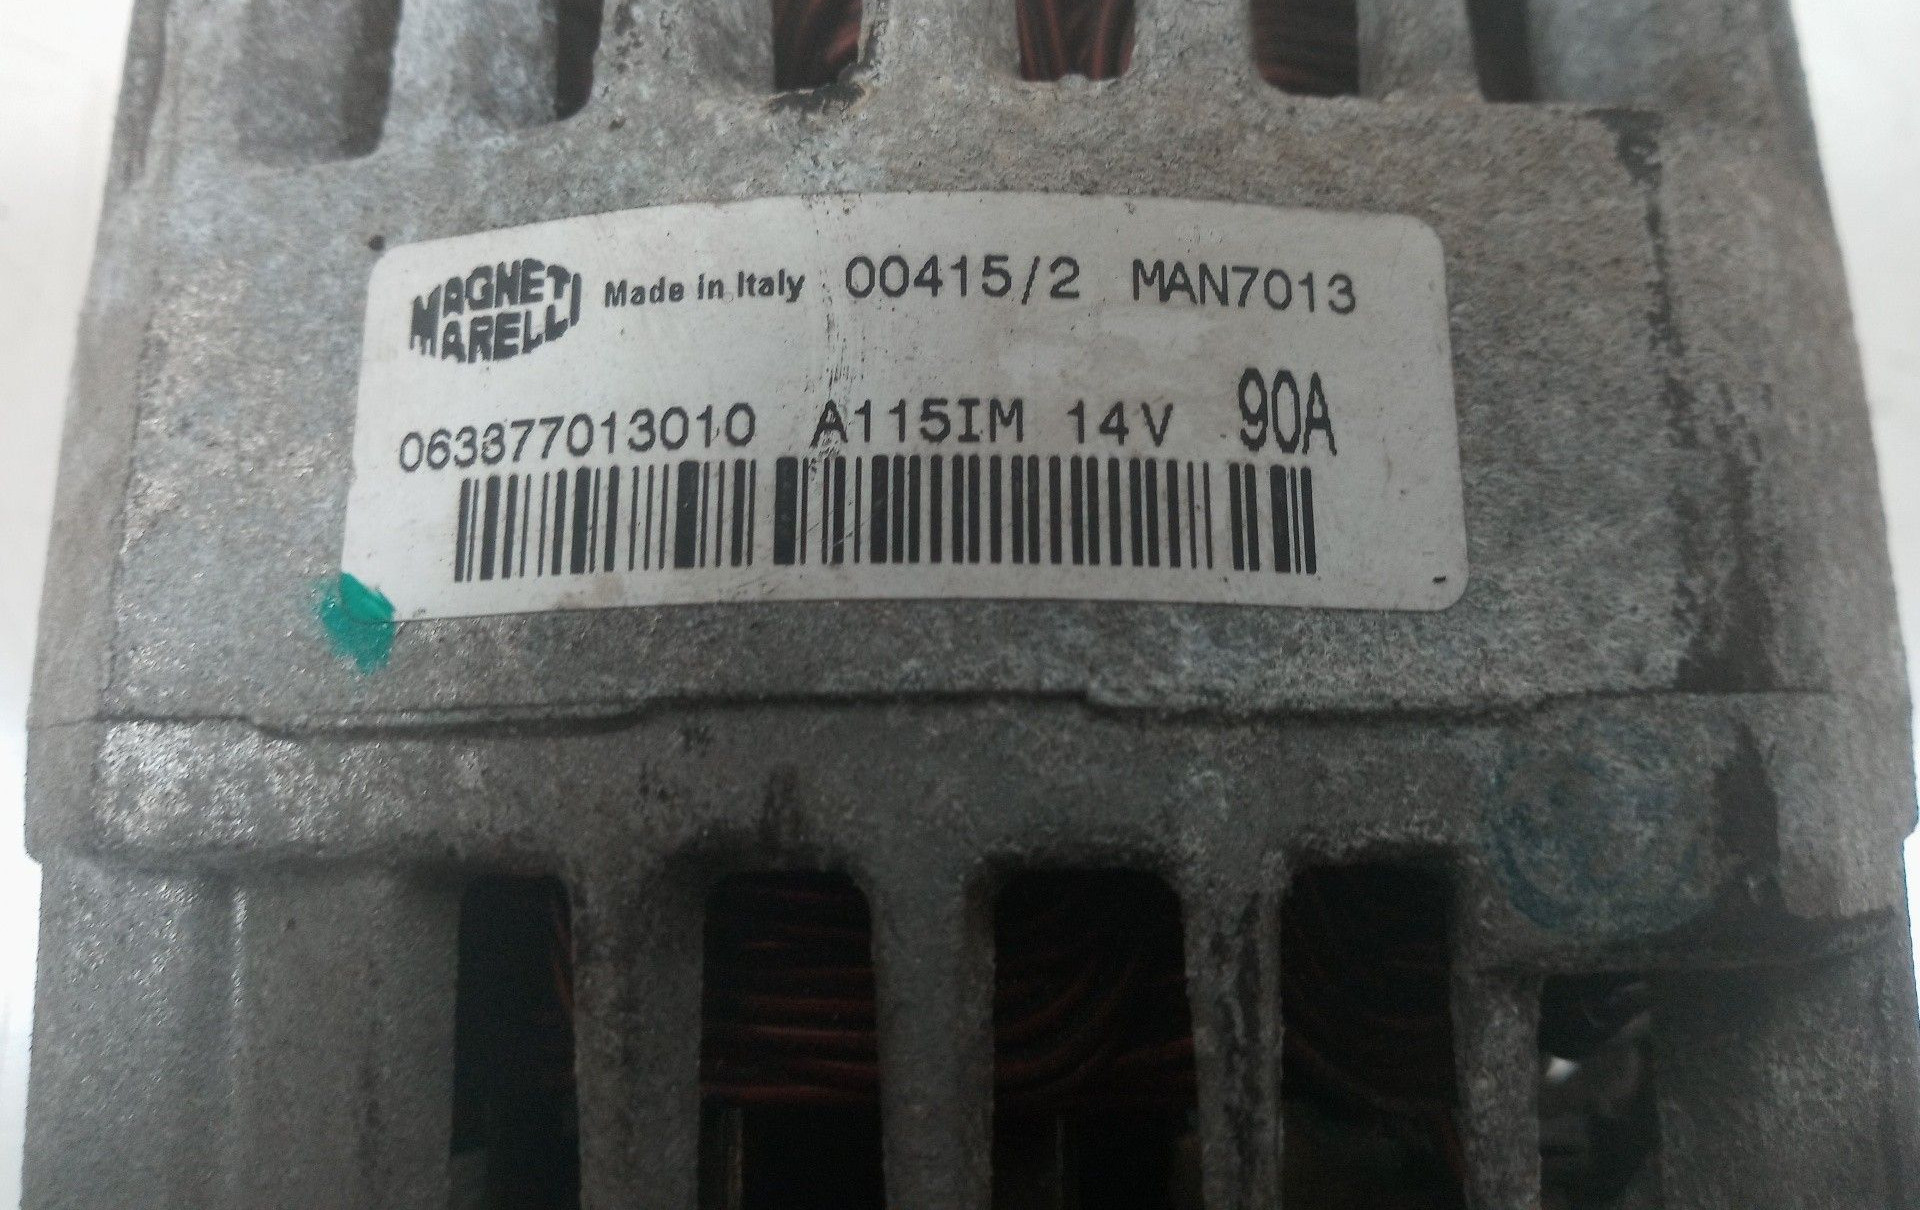 MAGNETI MARELLI Made in Italy 00415/2 MAN7013
063377013010 A115IM 14V 90A